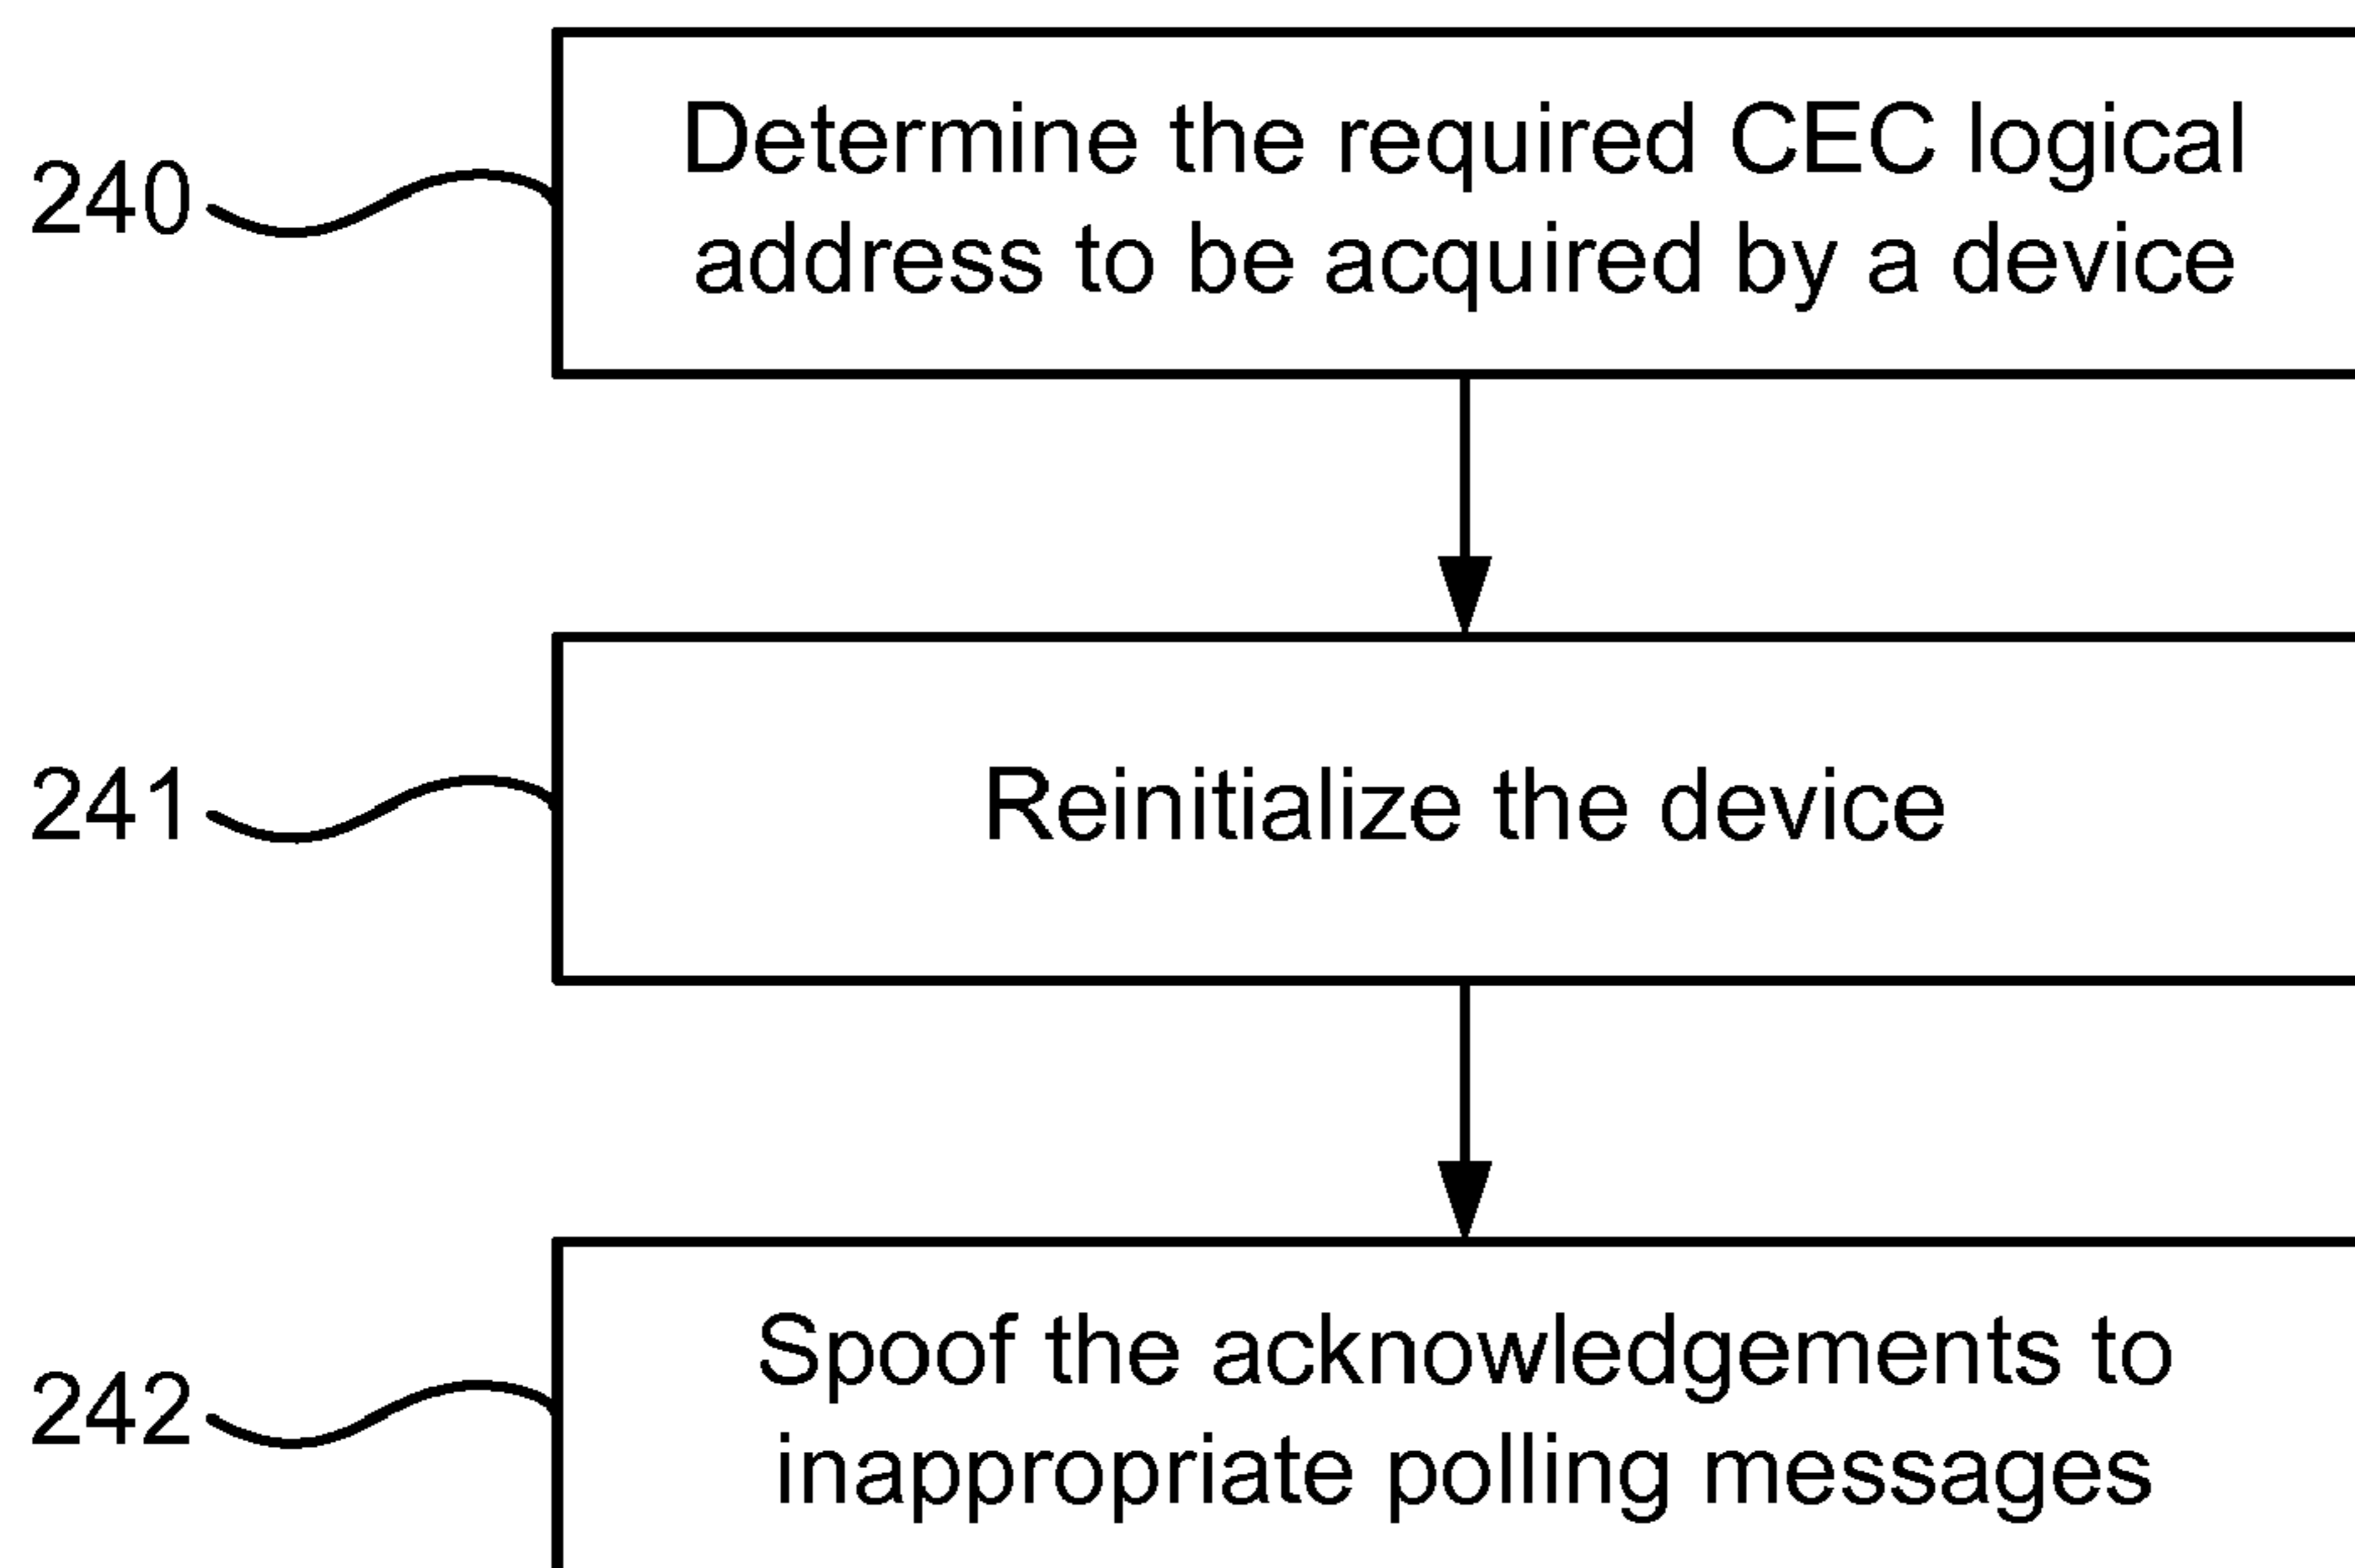 240
Determine the required CEC logical
address to be acquired by a device
241
Reinitialize the device
242
Spoof the acknowledgements to
inappropriate polling messages